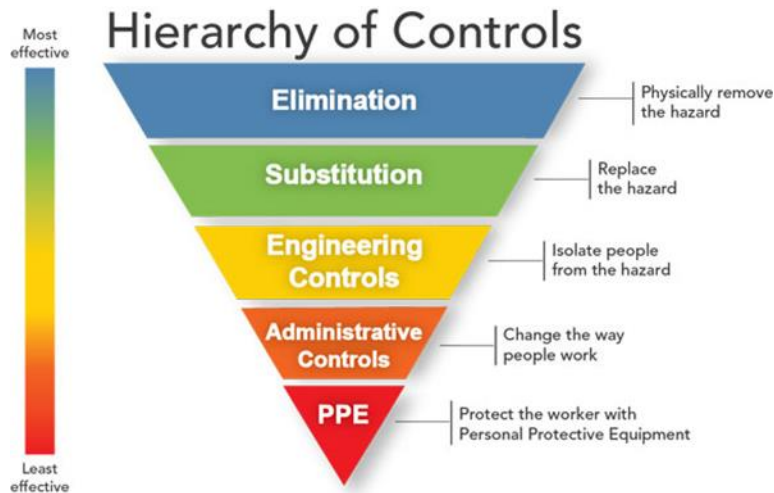 Hierarchy of Controls
Most
effective
Elimination
Physically remove
the hazard
Substitution
Replace
the hazard
Engineering
Controls
Isolate people
from the hazard
Administrative
Controls
Change the way
people work
PPE
Protect the worker with
Personal Protective Equipment
Least
effective